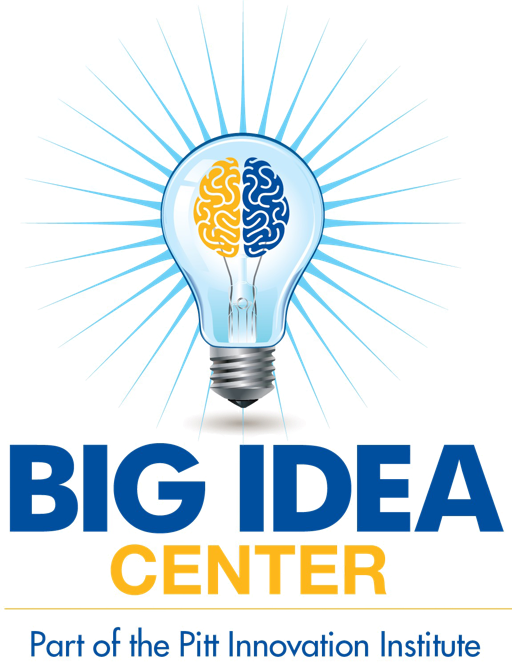 BIG IDEA
CENTER
Part of the Pitt Innovation Institute